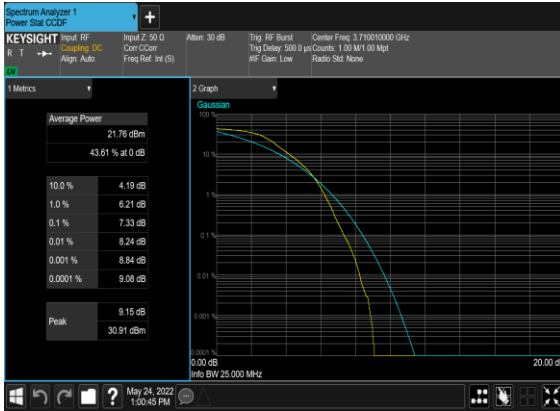 Spectrum Analyzer 1
Power Stat CCDF
KEYSIGHT
R T
Input: RF
Coupling: DC
Align: Auto
Input Z: 50 Ω
Corr CCorr
Freq Ref: Int (S)
Atten: 30 dB
Trig: RF Burst
Trig Delay: 500.0 µs
#IF Gain: Low
Center Freq: 3.710010000 GHz
Counts: 1.00 M/1.00 Mpt
Radio Std: None
1 Metrics
2 Graph
Average Power
21.76 dBm
43.61 % at 0 dB
10.0 % 4.19 dB
1.0 % 6.21 dB
0.1 % 7.33 dB
0.01 % 8.24 dB
0.001 % 8.84 dB
0.0001 % 9.08 dB
Peak
9.15 dB
30.91 dBm
Gaussian
100 %
10 %
1 %
0.1 %
0.01 %
0.001 %
0.0001 %
0.00 dB
20.00 d
Info BW 25.000 MHz
May 24, 2022
1:00:45 PM